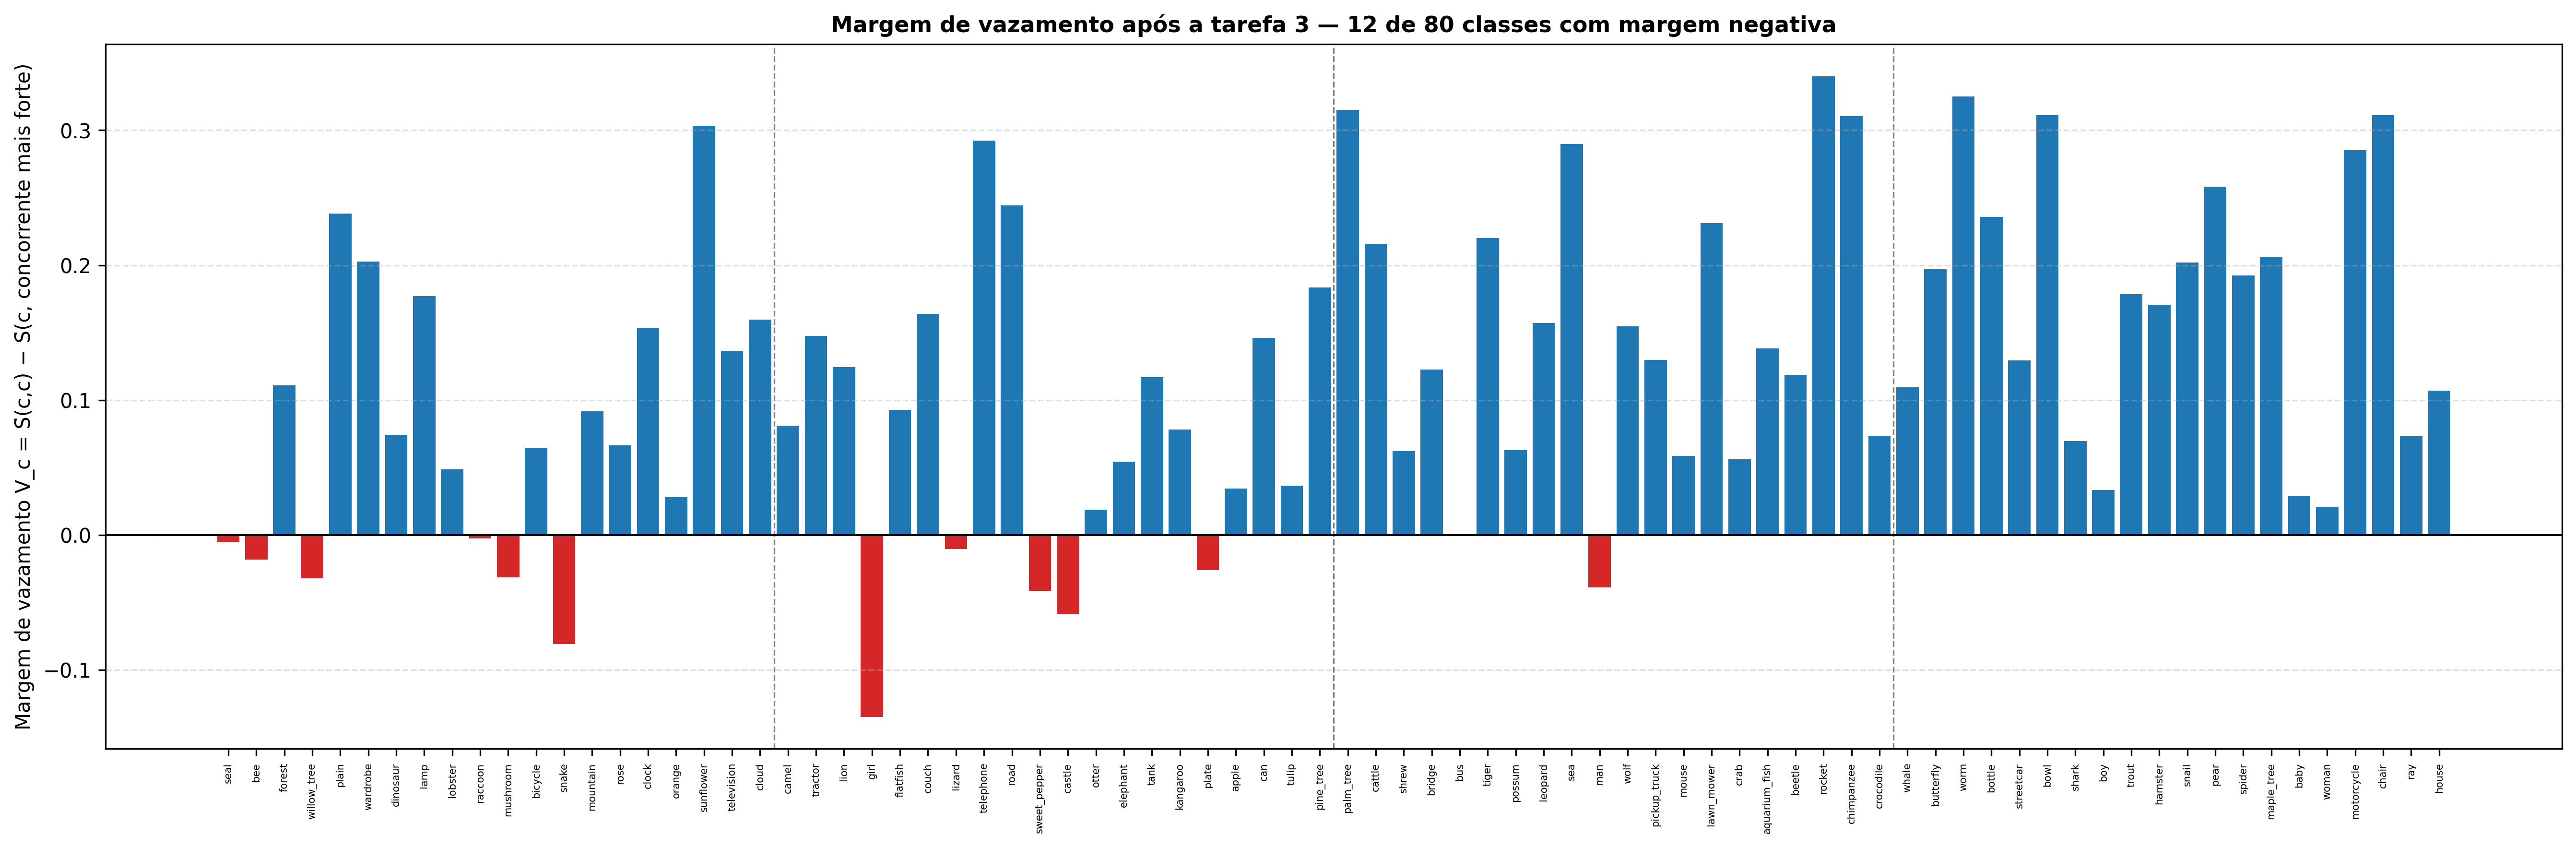 Margem de vazamento após a tarefa 3 — 12 de 80 classes com margem negativa
Margem de vazamento V_c = S(c,c) − S(c, concorrente mais forte)
0.3
0.2
0.1
0.0
−0.1
seal
bee
forest
willow_tree
plain
wardrobe
dinosaur
lamp
lobster
raccoon
mushroom
bicycle
snake
mountain
rose
clock
orange
sunflower
television
cloud
camel
tractor
lion
girl
flatfish
couch
lizard
telephone
road
sweet_pepper
castle
otter
elephant
tank
kangaroo
plate
apple
can
tulip
pine_tree
palm_tree
cattle
shrew
bridge
bus
tiger
possum
leopard
sea
man
wolf
pickup_truck
mouse
lawn_mower
crab
aquarium_fish
beetle
rocket
chimpanzee
crocodile
whale
butterfly
worm
bottle
streetcar
bowl
shark
boy
trout
hamster
snail
pear
spider
maple_tree
baby
woman
motorcycle
chair
ray
house